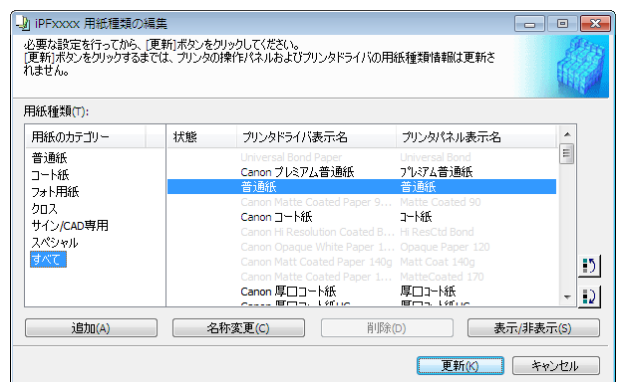 iPFxxxx 用紙種類の編集
必要な設定を行ってから、[更新]ボタンをクリックしてください。
[更新]ボタンをクリックするまでは、プリンタの操作パネルおよびプリンタドライバの用紙種類情報は更新さ
れません。
用紙種類(T):
用紙のカテゴリー 状態 プリンタドライバ表示名 プリンタパネル表示名
普通紙
コート紙
フォト用紙
クロス
サイン/CAD専用
スペシャル
すべて
Universal Bond Paper Universal Bond
Canon プレミアム普通紙 プレミアム普通紙
普通紙 普通紙
Canon Matte Coated Paper 9... Matte Coated 90
Canon コート紙 コート紙
Canon Hi Resolution Coated B... Hi ResCtd Bond
Canon Opaque White Paper 1... Opaque Paper 120
Canon Matt Coated Paper 140g Matt Coat 140g
Canon Matte Coated Paper 1... MatteCoated 170
Canon 厚口コート紙 厚口コート紙
追加(A) 名称変更(C) 削除(D) 表示/非表示(S)
更新(K) キャンセル